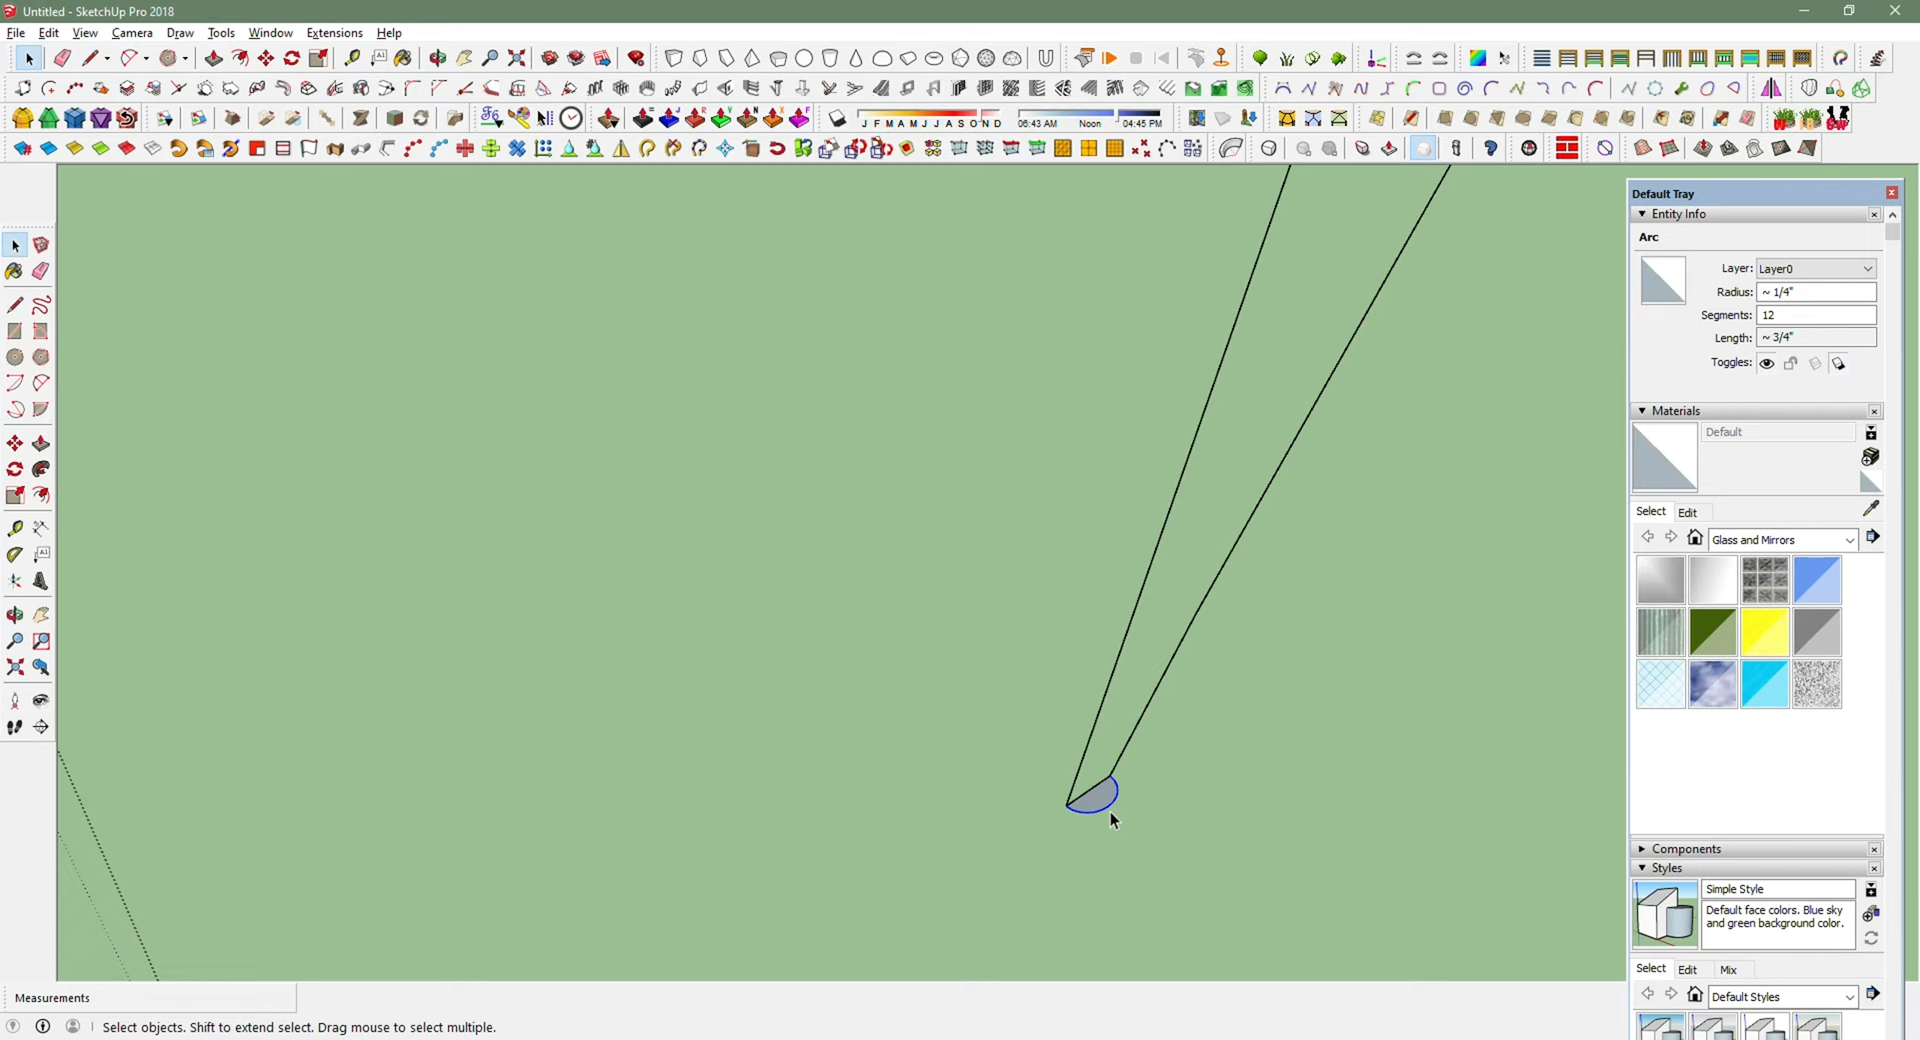 Untitled - SketchUp Pro 2018
File Edit View Camera Draw Tools Window Extensions Help
J F M A M J J A S O N D 06:43 AM Noon 04:45 PM
Default Tray
Entity Info
Arc
Layer: Layer0
Radius: ~ 1/4"
Segments: 12
Length: ~ 3/4"
Toggles:
Materials
Default
Select Edit
Glass and Mirrors
Components
Styles
Simple Style
Default face colors. Blue sky
and green background color.
Select Edit Mix
Default Styles
Measurements
Select objects. Shift to extend select. Drag mouse to select multiple.